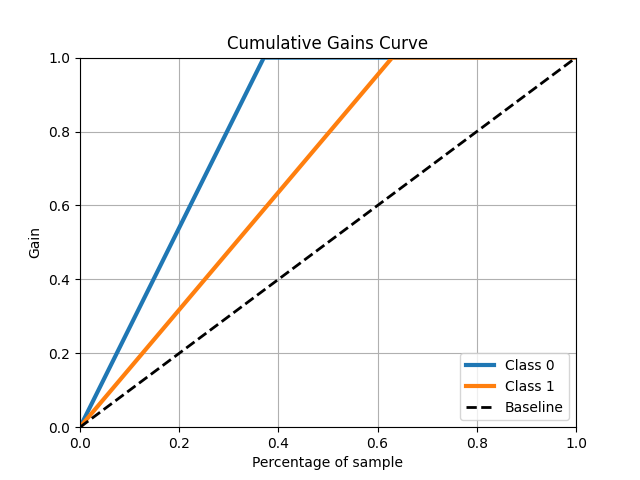 Cumulative Gains Curve
1.0
0.8
0.6
0.4
0.2
0.0
Gain
0.0 0.2 0.4 0.6 0.8 1.0
Percentage of sample
Class 0
Class 1
Baseline